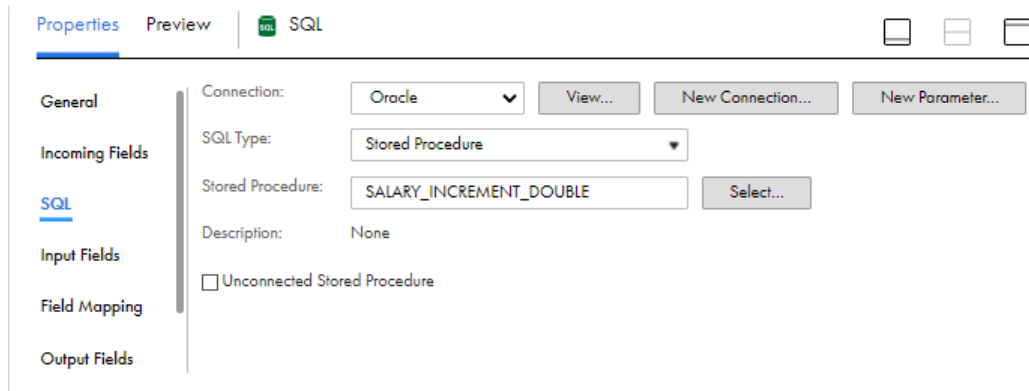 Properties Preview SQL
General
Connection: Oracle View... New Connection... New Parameter...
Incoming Fields
SQL Type: Stored Procedure
SQL
Stored Procedure: SALARY_INCREMENT_DOUBLE Select...
Description: None
Input Fields
Unconnected Stored Procedure
Field Mapping
Output Fields